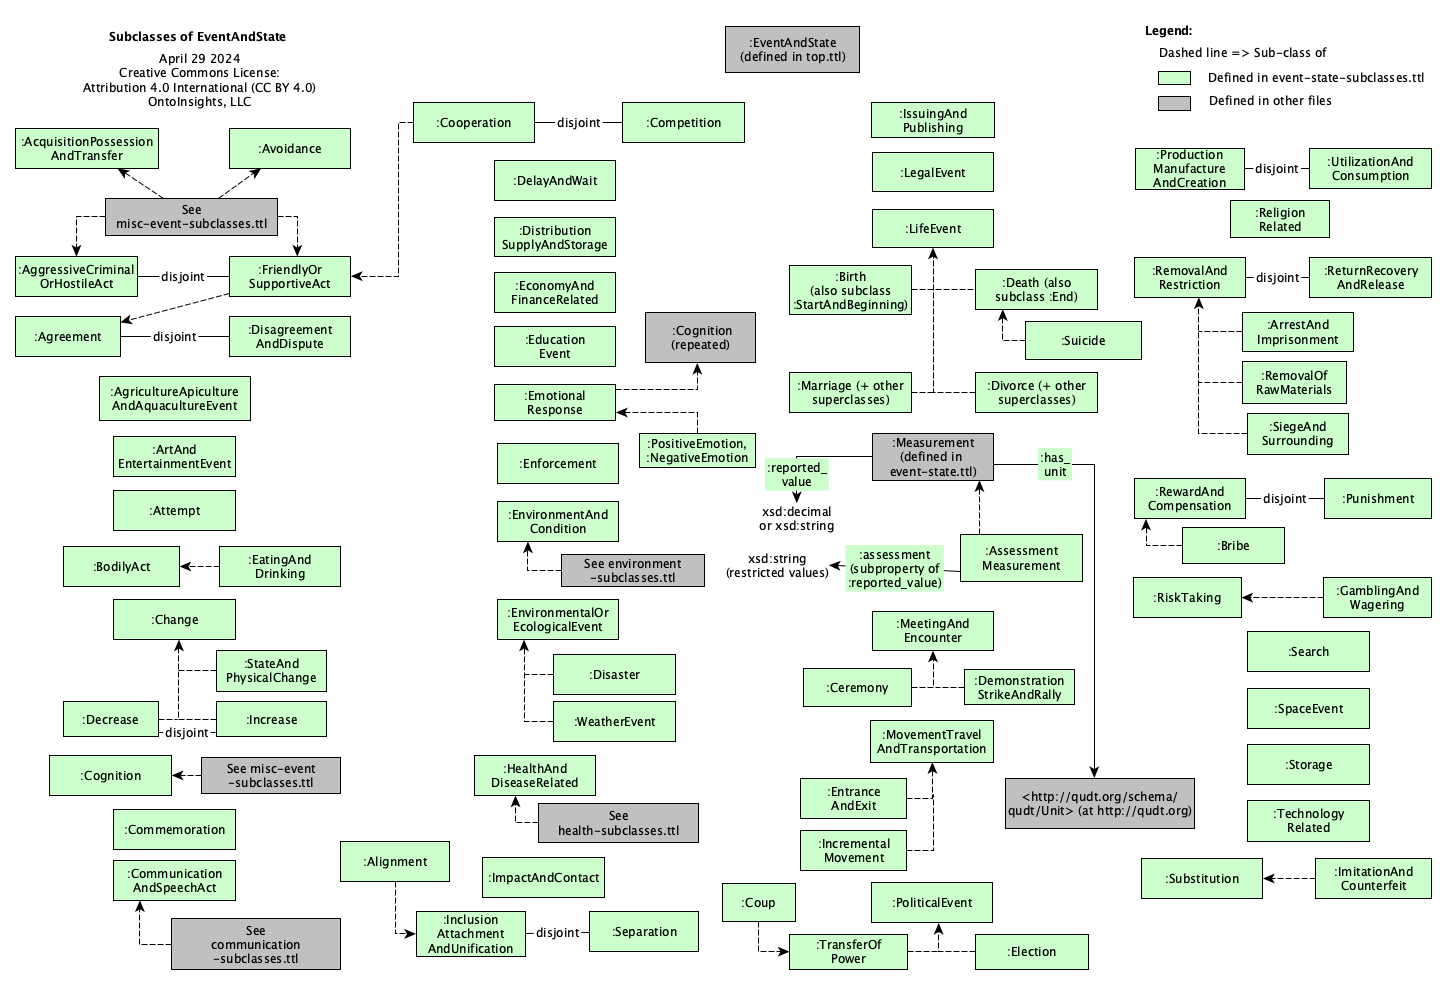 Subclasses of EventAndState
April 29 2024
Creative Commons License:
Attribution 4.0 International (CC BY 4.0)
OntoInsights, LLC
:EventAndState
(defined in top.ttl)
Legend:
Dashed line => Sub-class of
Defined in event-state-subclasses.ttl
Defined in other files
:AcquisitionPossession
AndTransfer
:Avoidance
See
misc-event-subclasses.ttl
:AggressiveCriminal
OrHostileAct
disjoint
:FriendlyOr
SupportiveAct
:Agreement
disjoint
:Disagreement
AndDispute
:AgricultureApiculture
AndAquacultureEvent
:ArtAnd
EntertainmentEvent
:Attempt
:BodilyAct
:EatingAnd
Drinking
:Change
:StateAnd
PhysicalChange
:Decrease
disjoint
:Increase
:Cognition
See misc-event
-subclasses.ttl
:Commemoration
:Communication
AndSpeechAct
See
communication
-subclasses.ttl
:Cooperation
disjoint
:Competition
:DelayAndWait
:Distribution
SupplyAndStorage
:EconomyAnd
FinanceRelated
:Education
Event
:Cognition
(repeated)
:Emotional
Response
:PositiveEmotion,
:NegativeEmotion
:Enforcement
:EnvironmentAnd
Condition
See environment
-subclasses.ttl
:EnvironmentalOr
EcologicalEvent
:Disaster
:WeatherEvent
:HealthAnd
DiseaseRelated
See
health-subclasses.ttl
:Alignment
:ImpactAndContact
:Inclusion
Attachment
AndUnification
disjoint
:Separation
:IssuingAnd
Publishing
:LegalEvent
:LifeEvent
:Birth
(also subclass
:StartAndBeginning)
:Death (also
subclass :End)
:Suicide
:Marriage (+ other
superclasses)
:Divorce (+ other
superclasses)
:Measurement
(defined in
event-state.ttl)
:reported_
value
xsd:decimal
or xsd:string
:has_
unit
:Assessment
Measurement
:assessment
(subproperty of
:reported_value)
xsd:string
(restricted values)
:MeetingAnd
Encounter
:Ceremony
:Demonstration
StrikeAndRally
:MovementTravel
AndTransportation
:Entrance
AndExit
:Incremental
Movement
<http://qudt.org/schema/
qudt/Unit> (at http://qudt.org)
:Coup
:PoliticalEvent
:TransferOf
Power
:Election
:Production
Manufacture
AndCreation
disjoint
:UtilizationAnd
Consumption
:Religion
Related
:RemovalAnd
Restriction
disjoint
:ReturnRecovery
AndRelease
:ArrestAnd
Imprisonment
:RemovalOf
RawMaterials
:SiegeAnd
Surrounding
:RewardAnd
Compensation
disjoint
:Punishment
:Bribe
:RiskTaking
:GamblingAnd
Wagering
:Search
:SpaceEvent
:Storage
:Technology
Related
:Substitution
:ImitationAnd
Counterfeit